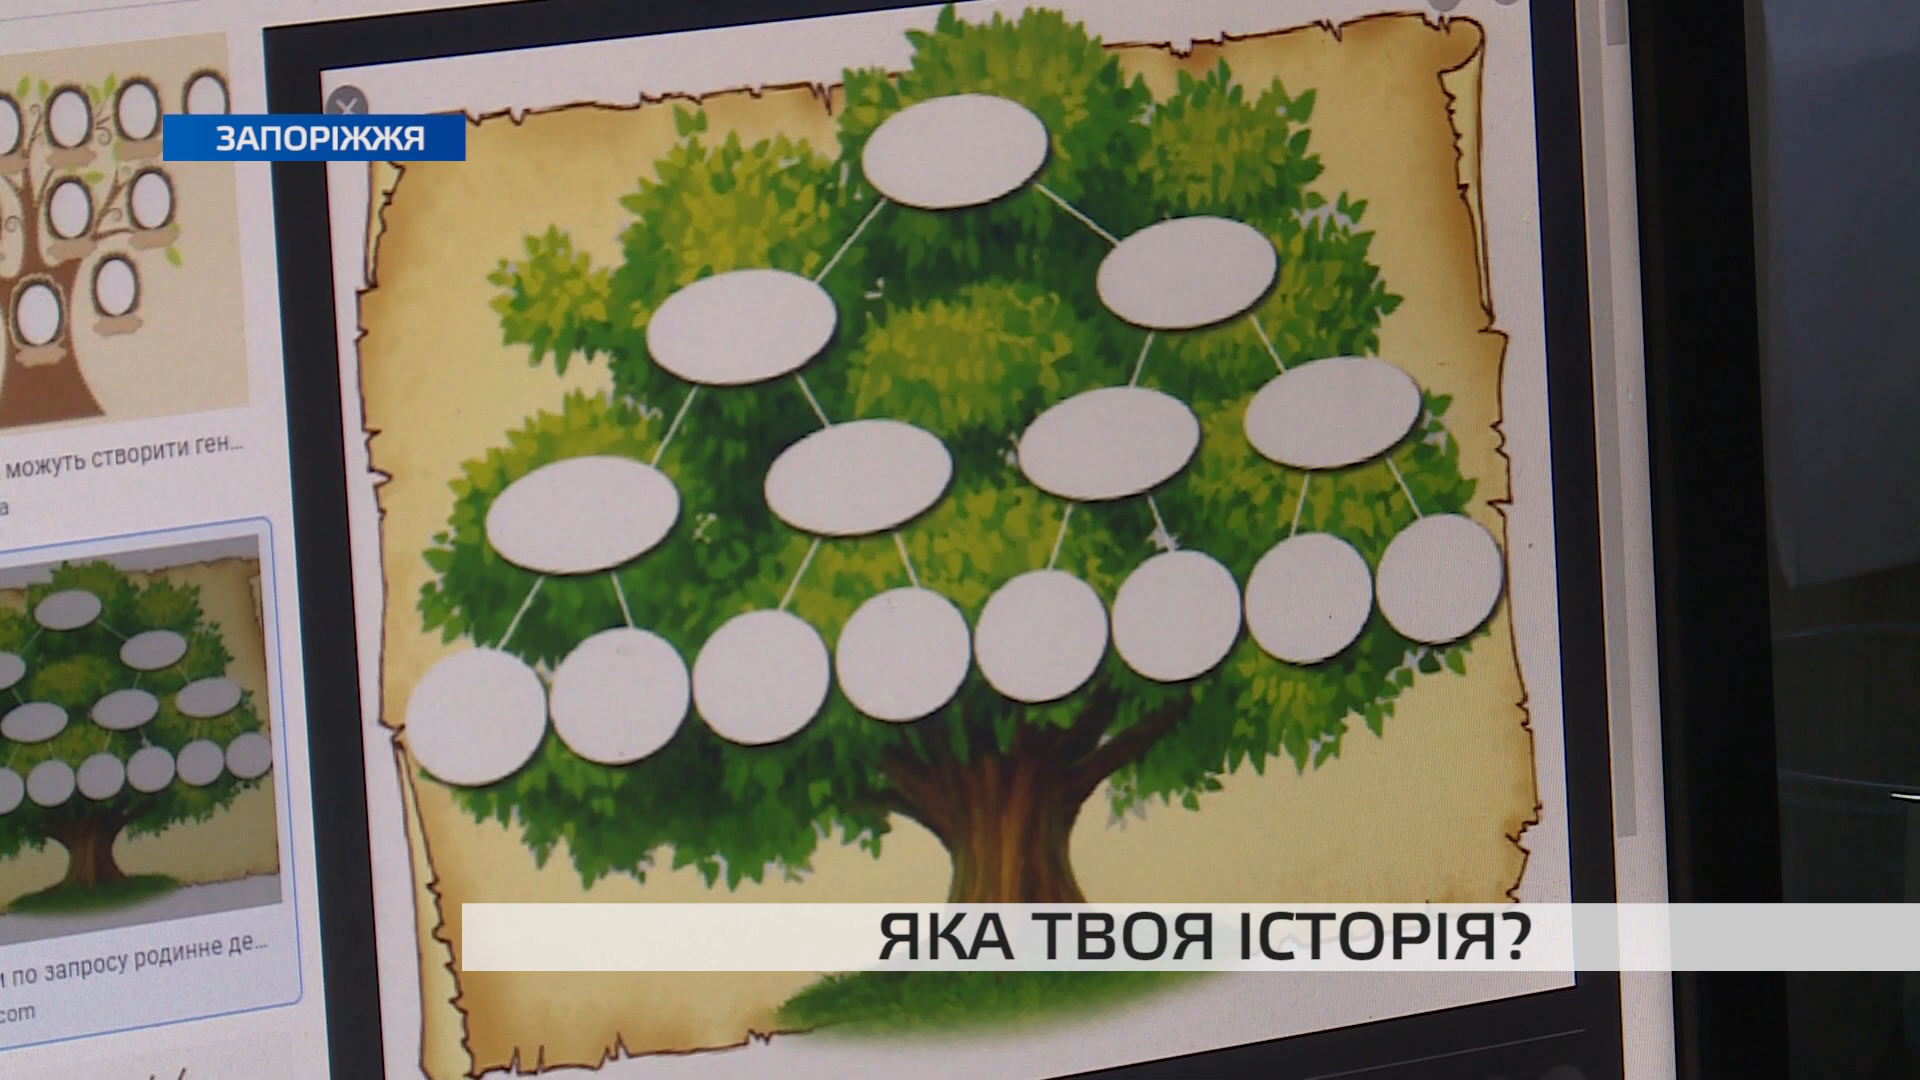 ЗАПОРІЖЖЯ
можуть створити ген...
а
по запросу родинне де...
com
ЯКА ТВОЯ ІСТОРІЯ?